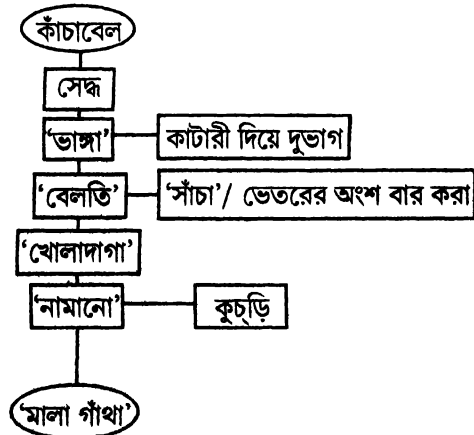 কাঁচাবেল
সেদ্ধ
‘ভাঙ্গা’ কাটারী দিয়ে দুভাগ
‘বেলতি’ ‘সাঁচা’/ ভেতরের অংশ বার করা
‘খোলাদাগা’
‘নামানো’ কুচ্ড়ি
‘মালা গাঁথা’